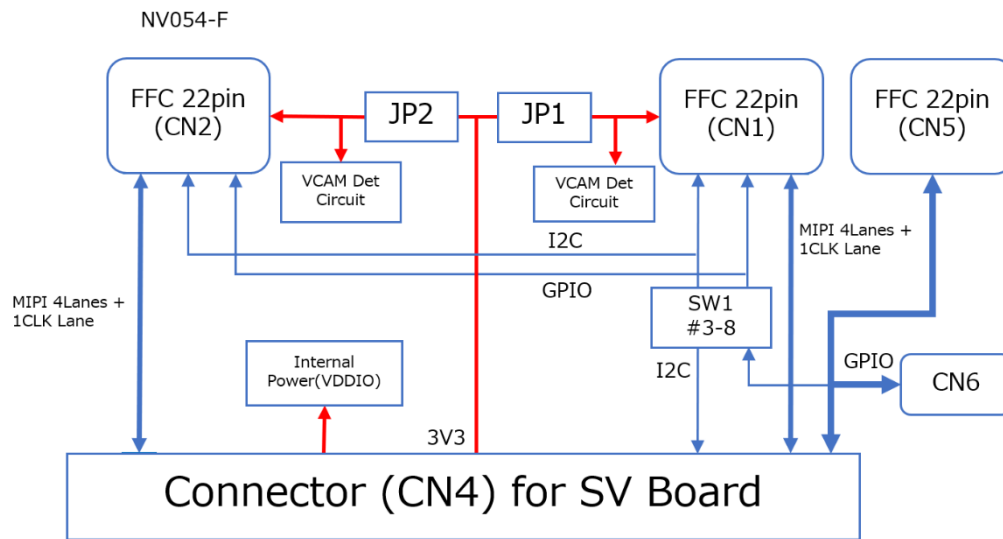 NV054-F
FFC 22pin
(CN2)
JP2
JP1
FFC 22pin
(CN1)
FFC 22pin
(CN5)
VCAM Det
Circuit
VCAM Det
Circuit
I2C
MIPI 4Lanes +
1CLK Lane
GPIO
MIPI 4Lanes +
1CLK Lane
SW1
#3-8
Internal
Power(VDDIO)
I2C
GPIO
CN6
3V3
Connector (CN4) for SV Board